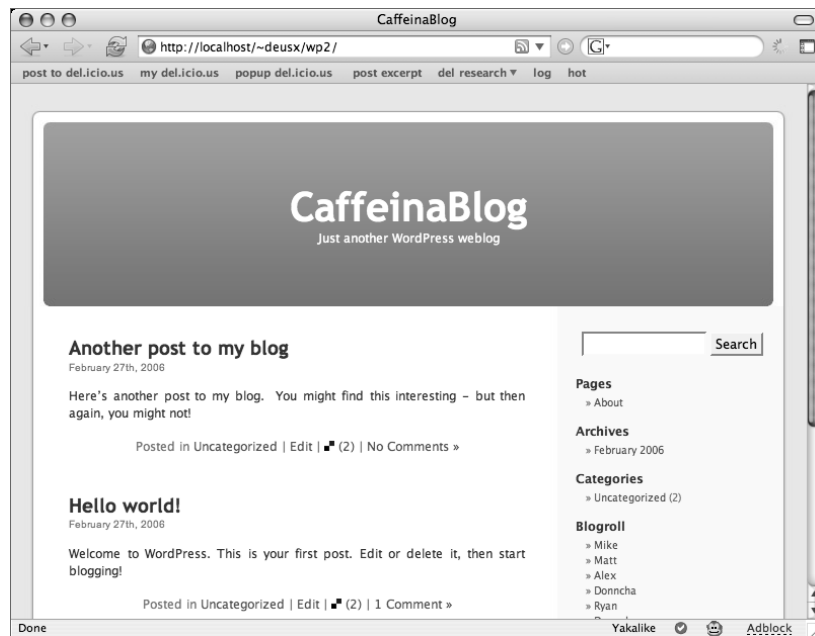 CaffeinaBlog
http://localhost/~deusx/wp2/
G
post to del.icio.us my del.icio.us popup del.icio.us post excerpt del research log hot
CaffeinaBlog
Just another WordPress weblog
Another post to my blog
February 27th, 2006
Here's another post to my blog. You might find this interesting – but then
again, you might not!
Posted in Uncategorized | Edit | (2) | No Comments »
Hello world!
February 27th, 2006
Welcome to WordPress. This is your first post. Edit or delete it, then start
blogging!
Posted in Uncategorized | Edit | (2) | 1 Comment »
Search
Pages
» About
Archives
» February 2006
Categories
» Uncategorized (2)
Blogroll
» Mike
» Matt
» Alex
» Donncha
» Ryan
Done Yakalike Adblock